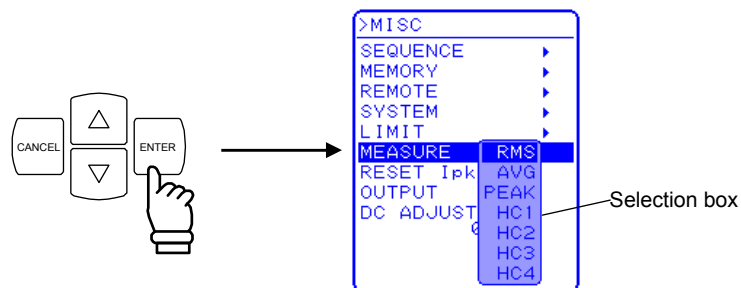 CANCEL
ENTER
>MISC
SEQUENCE
MEMORY
REMOTE
SYSTEM
LIMIT
MEASURE RMS
RESET Ipk AVG
OUTPUT PEAK
DC ADJUST HC1
HC2
HC3
HC4
Selection box